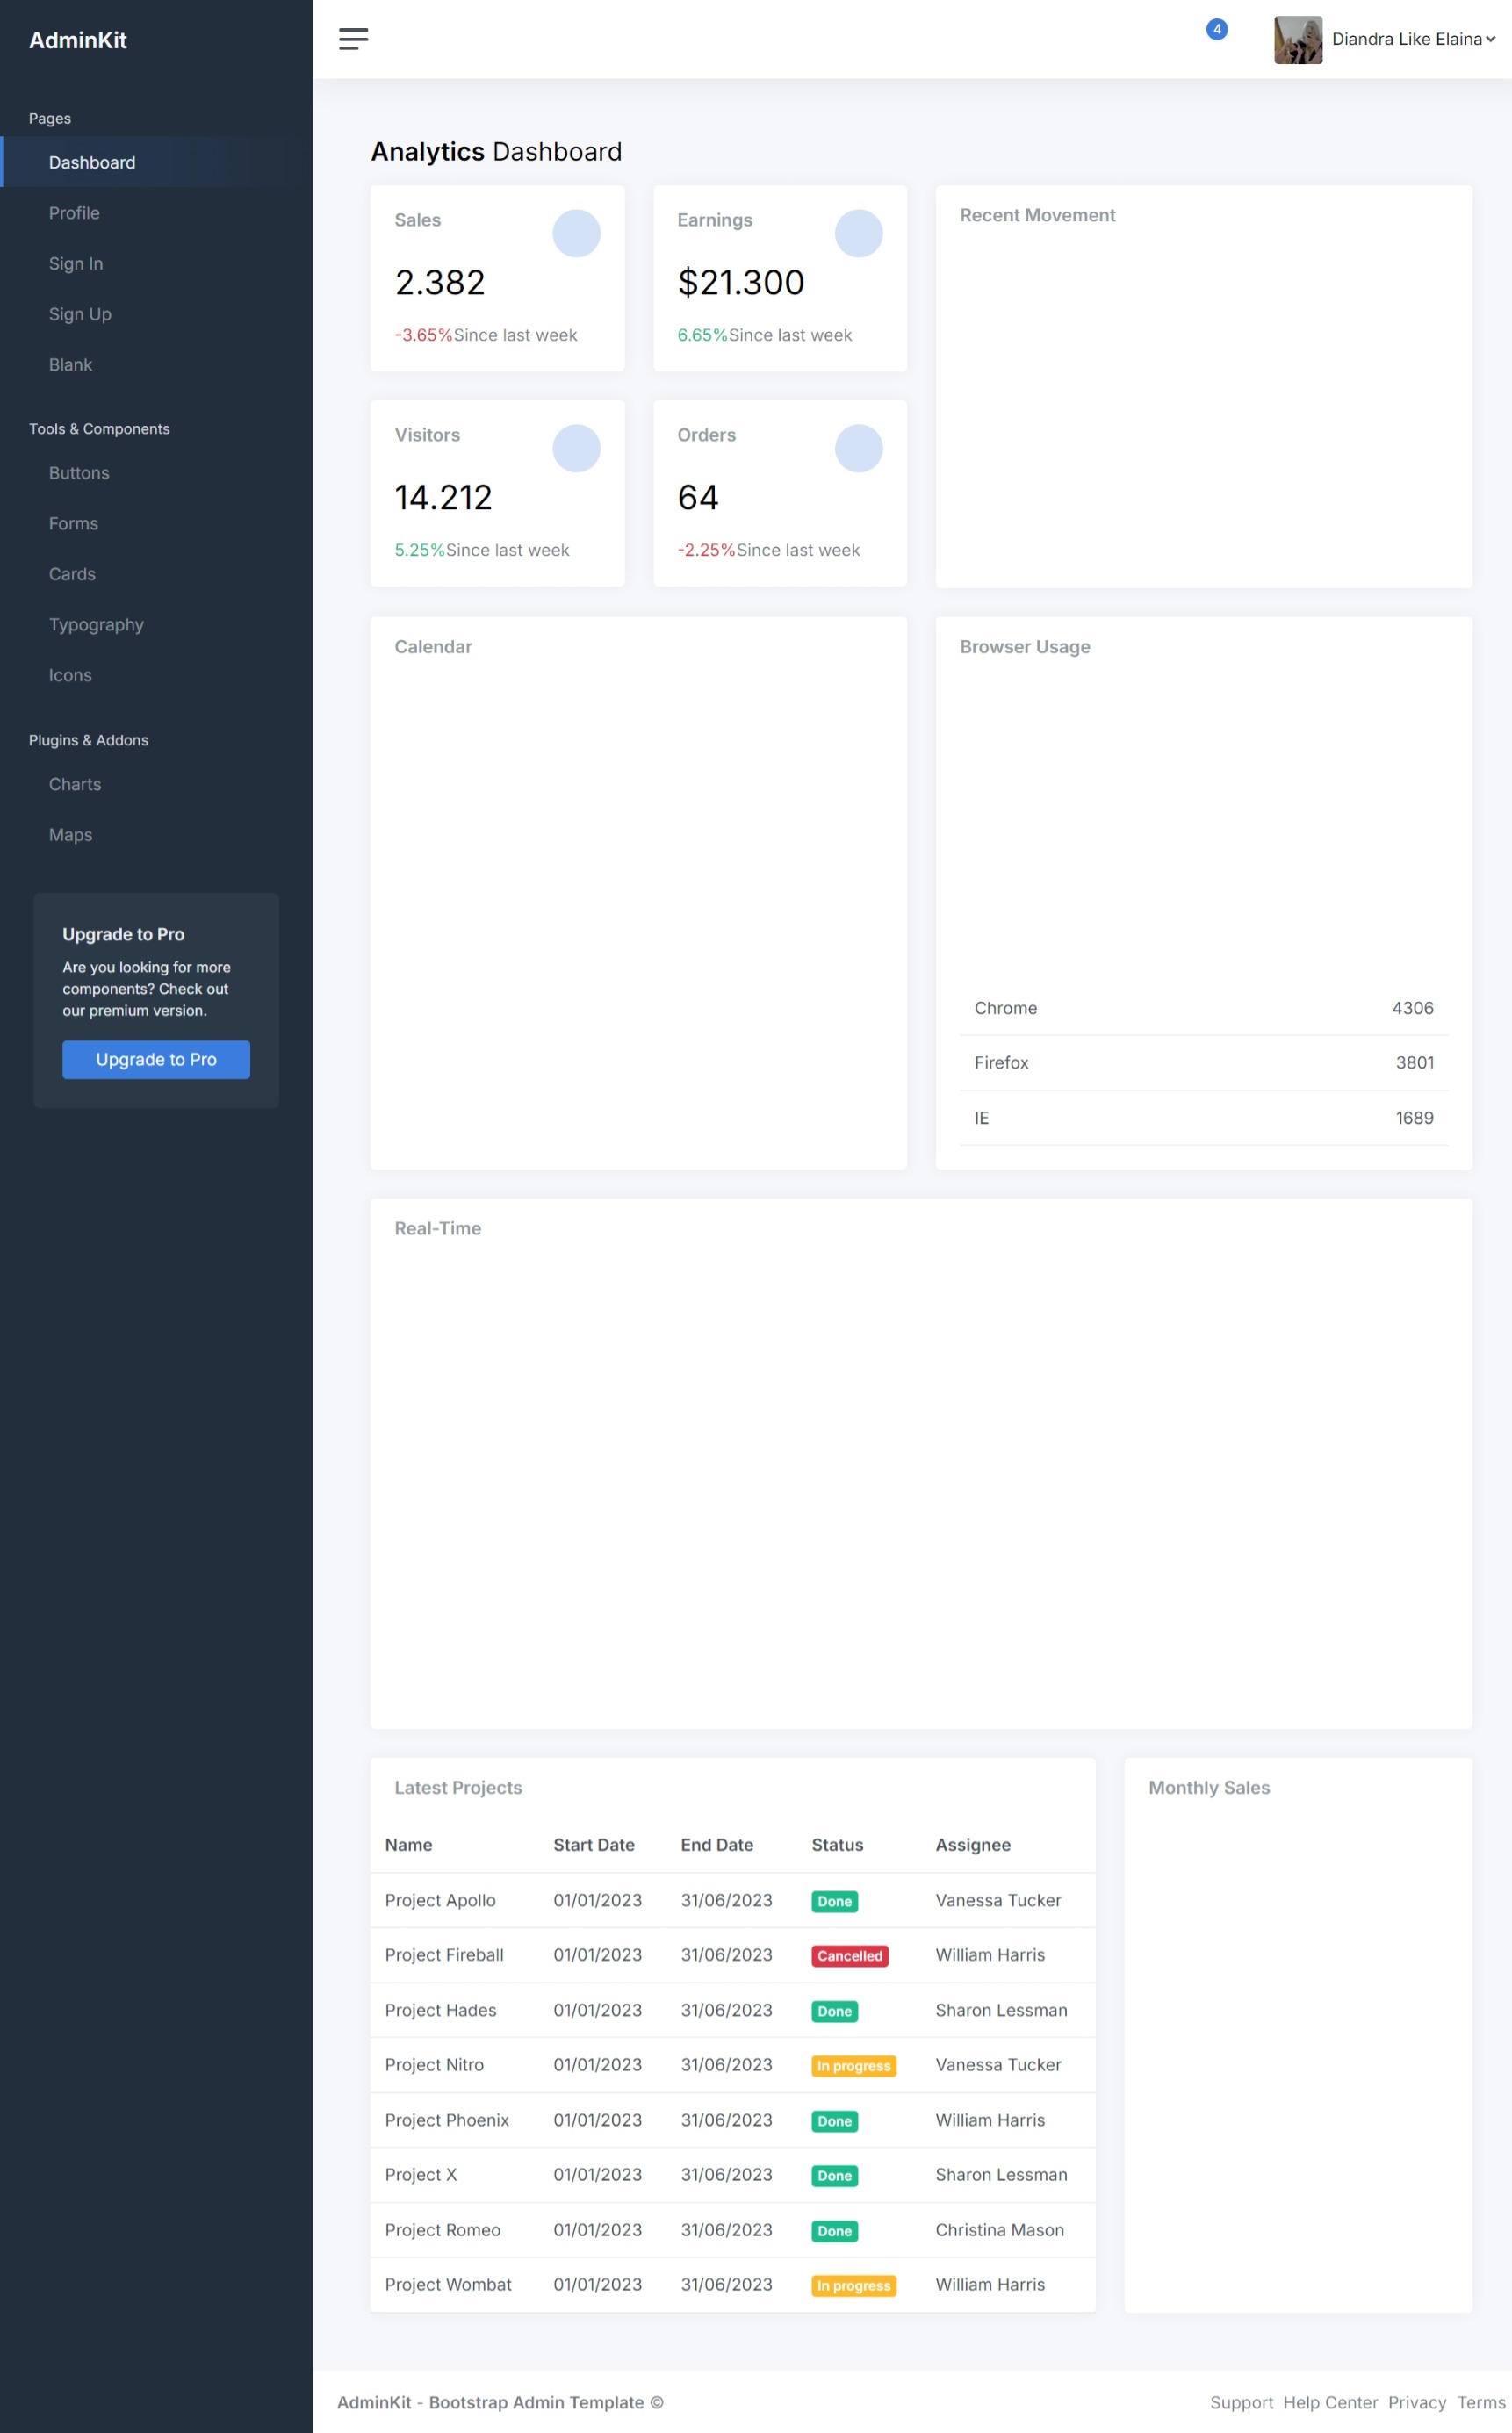 AdminKit
Pages
Dashboard
Profile
Sign In
Sign Up
Blank
Tools & Components
Buttons
Forms
Cards
Typography
Icons
Plugins & Addons
Charts
Maps
Upgrade to Pro
Are you looking for more
components? Check out
our premium version.
Upgrade to Pro
4
Diandra Like Elaina
Analytics Dashboard
Sales
2.382
-3.65%Since last week
Earnings
$21.300
6.65%Since last week
Recent Movement
Visitors
14.212
5.25%Since last week
Orders
64
-2.25%Since last week
Calendar
Browser Usage
Chrome 4306
Firefox 3801
IE 1689
Real-Time
Latest Projects
Name Start Date End Date Status Assignee
Project Apollo 01/01/2023 31/06/2023 Done Vanessa Tucker
Project Fireball 01/01/2023 31/06/2023 Cancelled William Harris
Project Hades 01/01/2023 31/06/2023 Done Sharon Lessman
Project Nitro 01/01/2023 31/06/2023 In progress Vanessa Tucker
Project Phoenix 01/01/2023 31/06/2023 Done William Harris
Project X 01/01/2023 31/06/2023 Done Sharon Lessman
Project Romeo 01/01/2023 31/06/2023 Done Christina Mason
Project Wombat 01/01/2023 31/06/2023 In progress William Harris
Monthly Sales
AdminKit - Bootstrap Admin Template ©
Support Help Center Privacy Terms